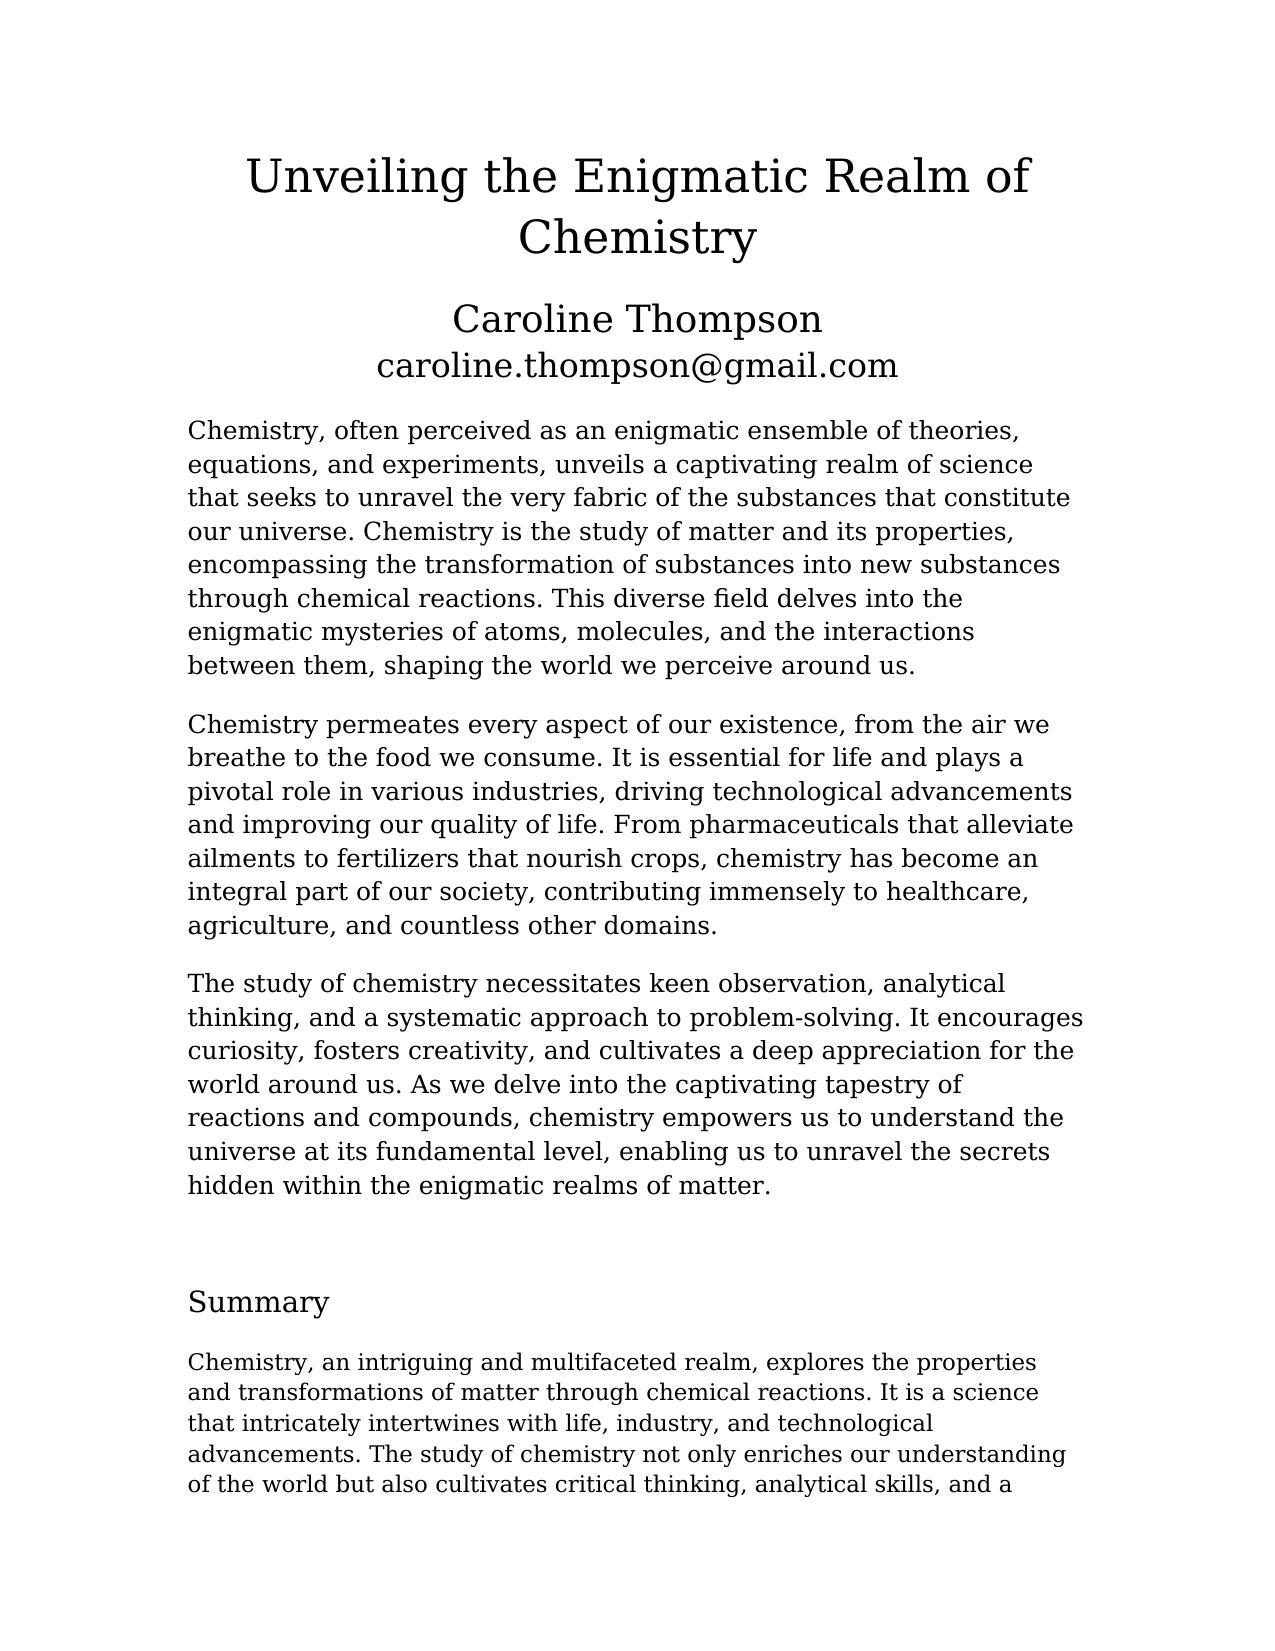 Unveiling the Enigmatic Realm of
Chemistry
Caroline Thompson
caroline.thompson@gmail.com
Chemistry, often perceived as an enigmatic ensemble of theories,
equations, and experiments, unveils a captivating realm of science
that seeks to unravel the very fabric of the substances that constitute
our universe. Chemistry is the study of matter and its properties,
encompassing the transformation of substances into new substances
through chemical reactions. This diverse field delves into the
enigmatic mysteries of atoms, molecules, and the interactions
between them, shaping the world we perceive around us.
Chemistry permeates every aspect of our existence, from the air we
breathe to the food we consume. It is essential for life and plays a
pivotal role in various industries, driving technological advancements
and improving our quality of life. From pharmaceuticals that alleviate
ailments to fertilizers that nourish crops, chemistry has become an
integral part of our society, contributing immensely to healthcare,
agriculture, and countless other domains.
The study of chemistry necessitates keen observation, analytical
thinking, and a systematic approach to problem-solving. It encourages
curiosity, fosters creativity, and cultivates a deep appreciation for the
world around us. As we delve into the captivating tapestry of
reactions and compounds, chemistry empowers us to understand the
universe at its fundamental level, enabling us to unravel the secrets
hidden within the enigmatic realms of matter.
Summary
Chemistry, an intriguing and multifaceted realm, explores the properties
and transformations of matter through chemical reactions. It is a science
that intricately intertwines with life, industry, and technological
advancements. The study of chemistry not only enriches our understanding
of the world but also cultivates critical thinking, analytical skills, and a